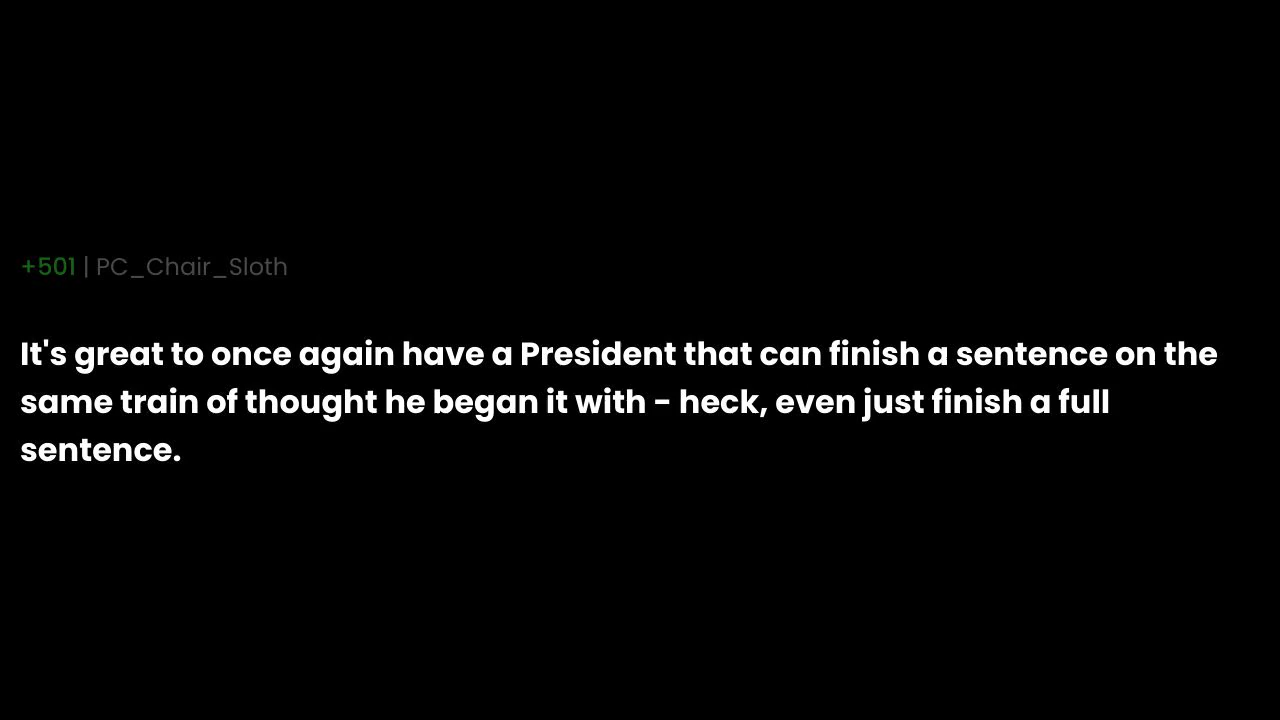 +501 | PC_Chair_Sloth
It's great to once again have a President that can finish a sentence on the
same train of thought he began it with - heck, even just finish a full
sentence.